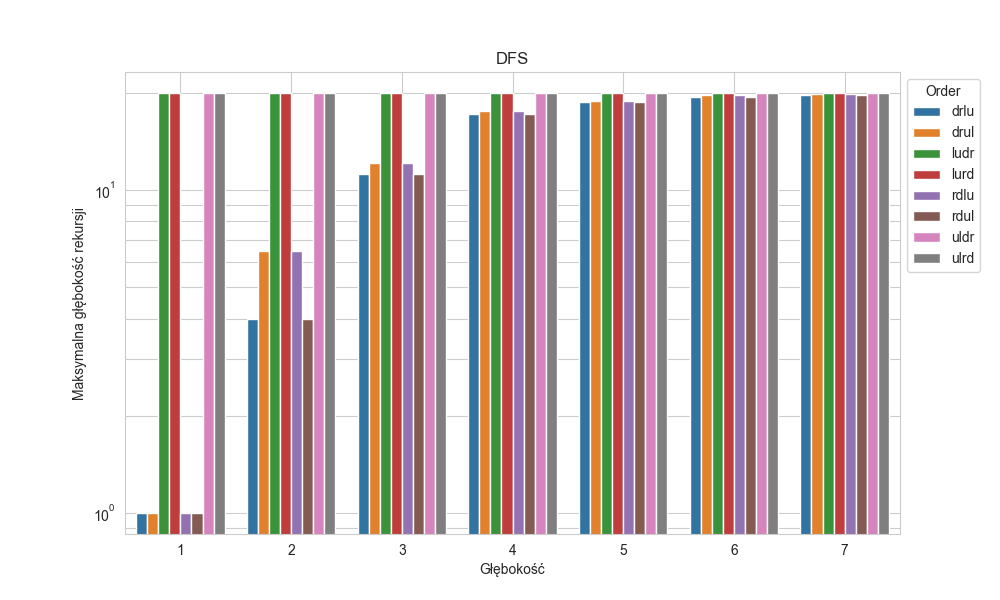 DFS
Maksymalna głębokość rekursji
10¹
10⁰
1 2 3 4 5 6 7
Głębokość
Order
drlu
drul
ludr
lurd
rdlu
rdul
uldr
ulrd